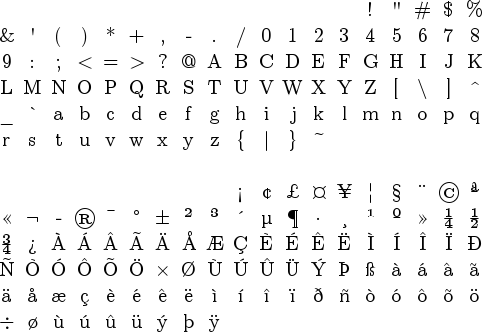 ! " # $ %
& ' ( ) * + , - . / 0 1 2 3 4 5 6 7 8
9 : ; < = > ? @ A B C D E F G H I J K
L M N O P Q R S T U V W X Y Z [ \ ] ^
_ ` a b c d e f g h i j k l m n o p q
r s t u v w x y z { | } ~
¡ ¢ £ ¤ ¥ ¦ § ¨ © ª
« ¬ - ® ¯ ° ± ² ³ ´ µ ¶ · ¸ ¹ º » ¼ ½
¾ ¿ À Á Â Ã Ä Å Æ Ç È É Ê Ë Ì Í Î Ï Ð
Ñ Ò Ó Ô Õ Ö × Ø Ù Ú Û Ü Ý Þ ß à á â ã
ä å æ ç è é ê ë ì í î ï ð ñ ò ó ô õ ö
÷ ø ù ú û ü ý þ ÿ